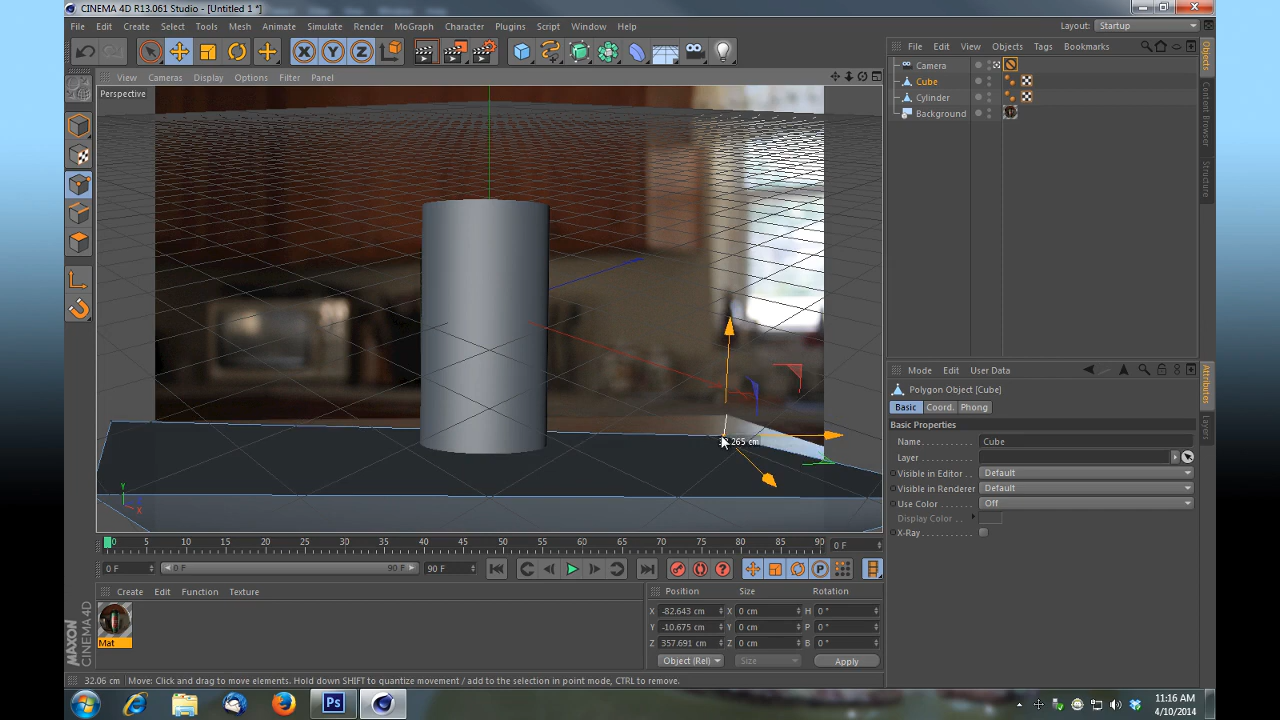 CINEMA 4D R13.061 Studio - [Untitled 1 *]
File Edit Create Select Tools Mesh Animate Simulate Render MoGraph Character Plugins Script Window Help
Layout: Startup
View Cameras Display Options Filter Panel
Perspective
File Edit View Objects Tags Bookmarks
Camera
Cube
Cylinder
Background
Objects
Content Browser
Structure
Mode Edit User Data
Polygon Object [Cube]
Basic Coord. Phong
Basic Properties
Name Cube
Layer
Visible in Editor Default
Visible in Renderer Default
Use Color Off
Display Color
X-Ray
Attributes
Layers
265 cm
Y
X
0 5 10 15 20 25 30 35 40 45 50 55 60 65 70 75 80 85 90
0 F
0 F 0 F 90 F 90 F
Create Edit Function Texture
Mat
Position Size Rotation
X -82.643 cm X 0 cm H 0 °
Y -10.675 cm Y 0 cm P 0 °
Z 357.691 cm Z 0 cm B 0 °
Object (Rel) Size Apply
MAXON
CINEMA 4D
32.06 cm Move: Click and drag to move elements. Hold down SHIFT to quantize movement / add to the selection in point mode, CTRL to remove.
Ps
11:16 AM
4/10/2014